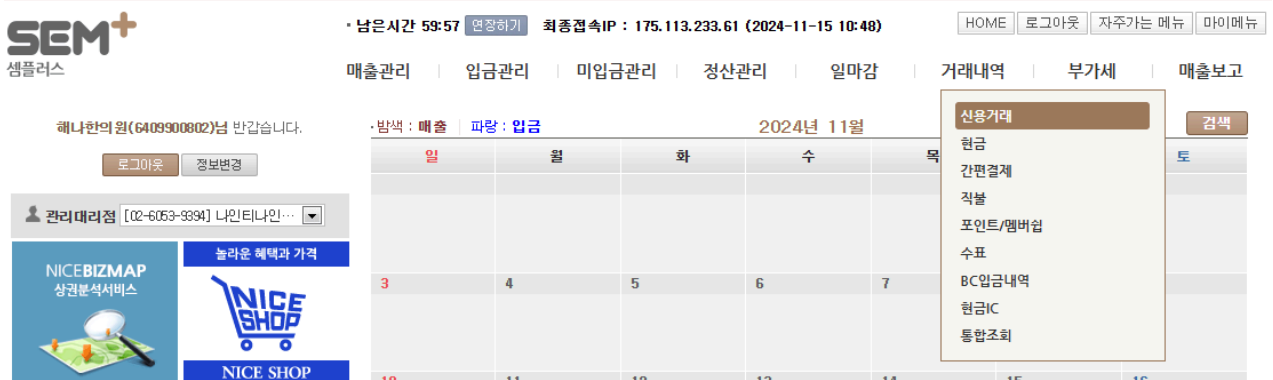 SEM+
셈플러스
· 남은시간 59:57 연장하기 최종접속IP : 175.113.233.61 (2024-11-15 10:48)
HOME 로그아웃 자주가는 메뉴 마이메뉴
매출관리 입금관리 미입금관리 정산관리 일마감 거래내역 부가세 매출보고
해나한의원(6409900802)님 반갑습니다.
로그아웃 정보변경
관리대리점 [02-6053-9394] 나인티나인…
NICEBIZMAP
상권분석서비스
놀라운 혜택과 가격
NICE
SHOP
NICE SHOP
·밤색 : 매출 파랑 : 입금
2024년 11월
검색
일 월 화 수 목 토
3 4 5 6 7
10 11 12 13 14 15 16
신용거래
현금
간편결제
직불
포인트/멤버쉽
수표
BC입금내역
현금IC
통합조회